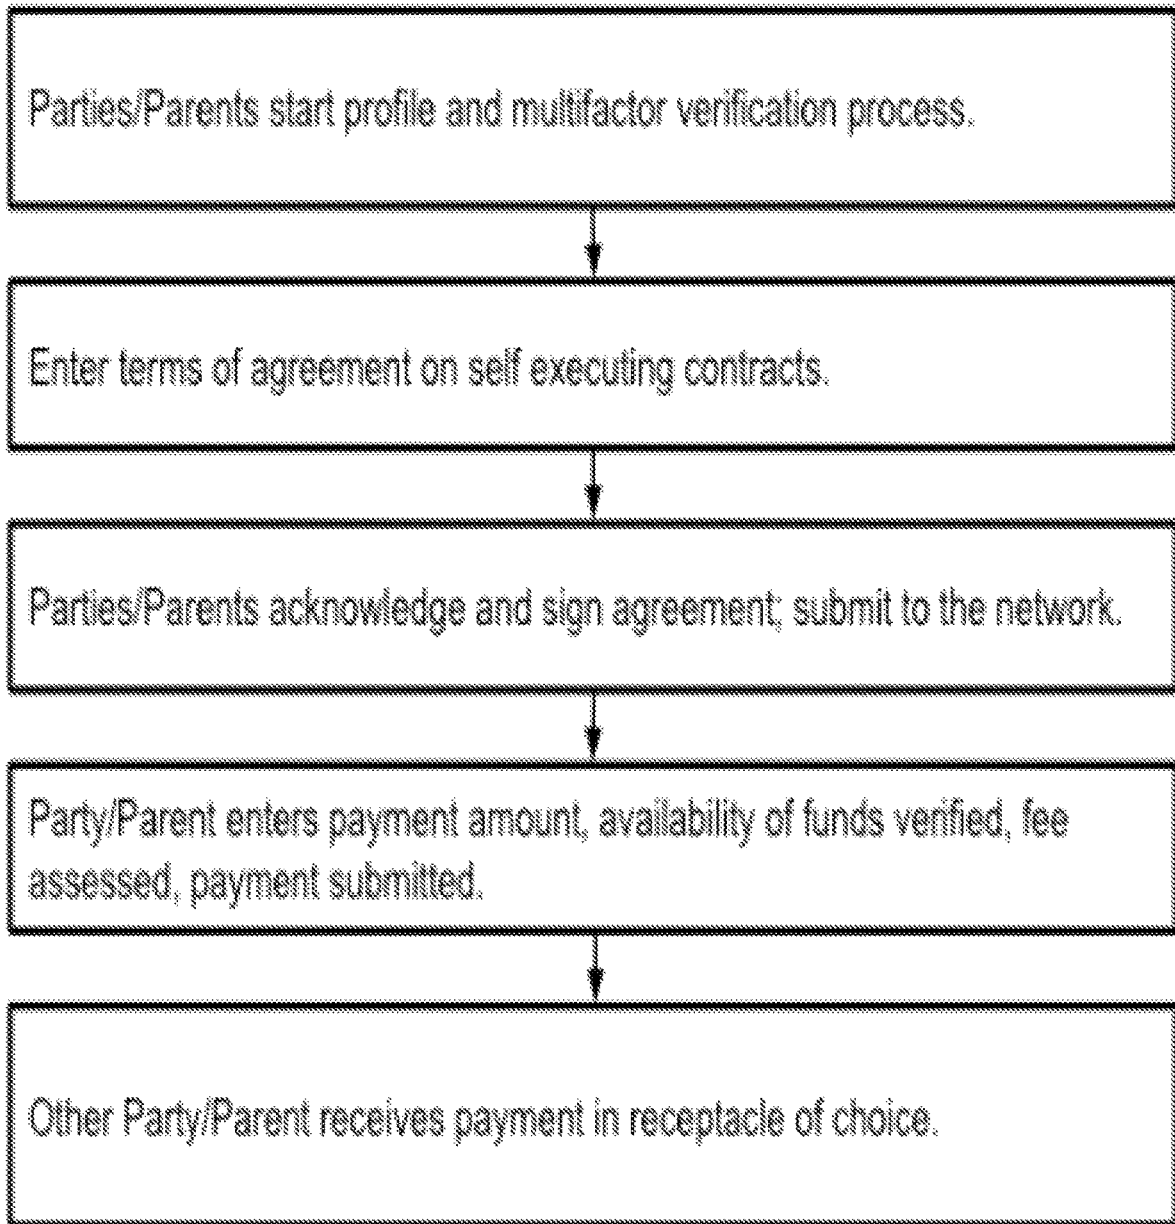 Parties/Parents start profile and multifactor verification process.
Enter terms of agreement on self executing contracts.
Parties/Parents acknowledge and sign agreement; submit to the network.
Party/Parent enters payment amount, availability of funds verified, fee
assessed, payment submitted.
Other Party/Parent receives payment in receptacle of choice.